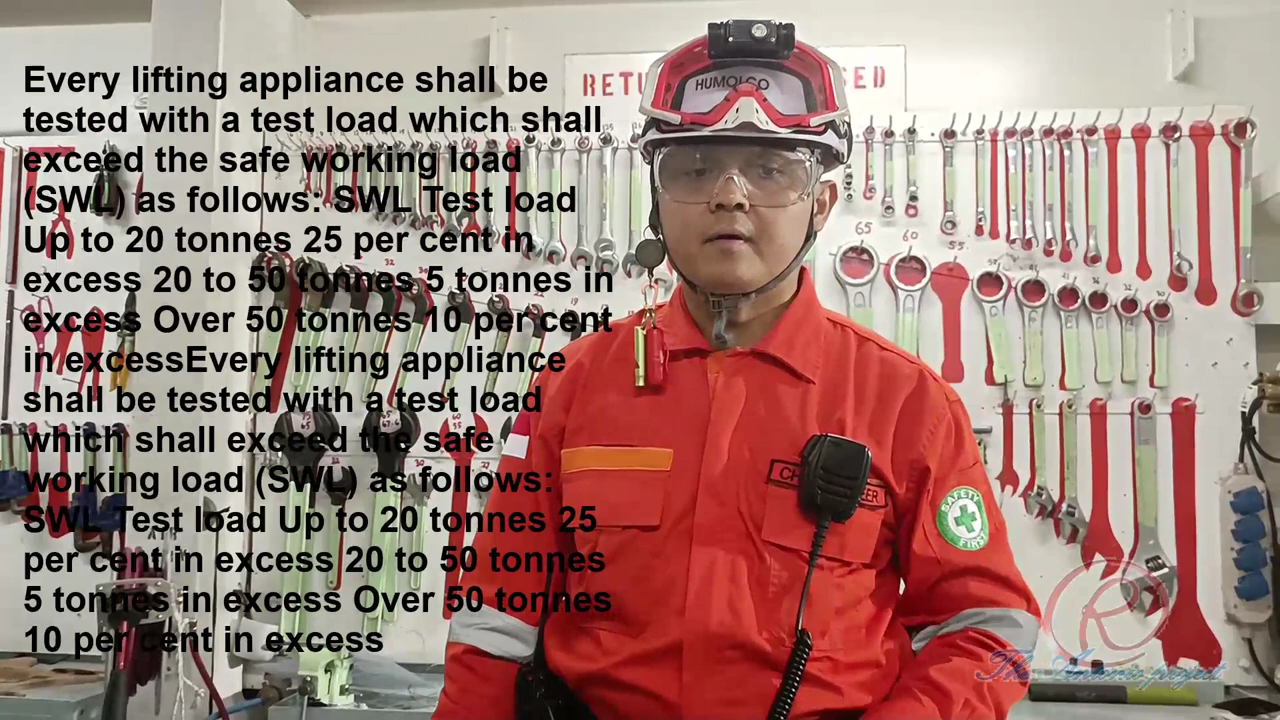 Every lifting appliance shall be
tested with a test load which shall
exceed the safe working load
(SWL) as follows: SWL Test load
Up to 20 tonnes 25 per cent in
excess 20 to 50 tonnes 5 tonnes in
excess Over 50 tonnes 10 per cent
in excessEvery lifting appliance
shall be tested with a test load
which shall exceed the safe
working load (SWL) as follows:
SWL Test load Up to 20 tonnes 25
per cent in excess 20 to 50 tonnes
5 tonnes in excess Over 50 tonnes
10 per cent in excess
HUMOLGO
SAFETY
FIRST
65 60 55
R
The Antonio project